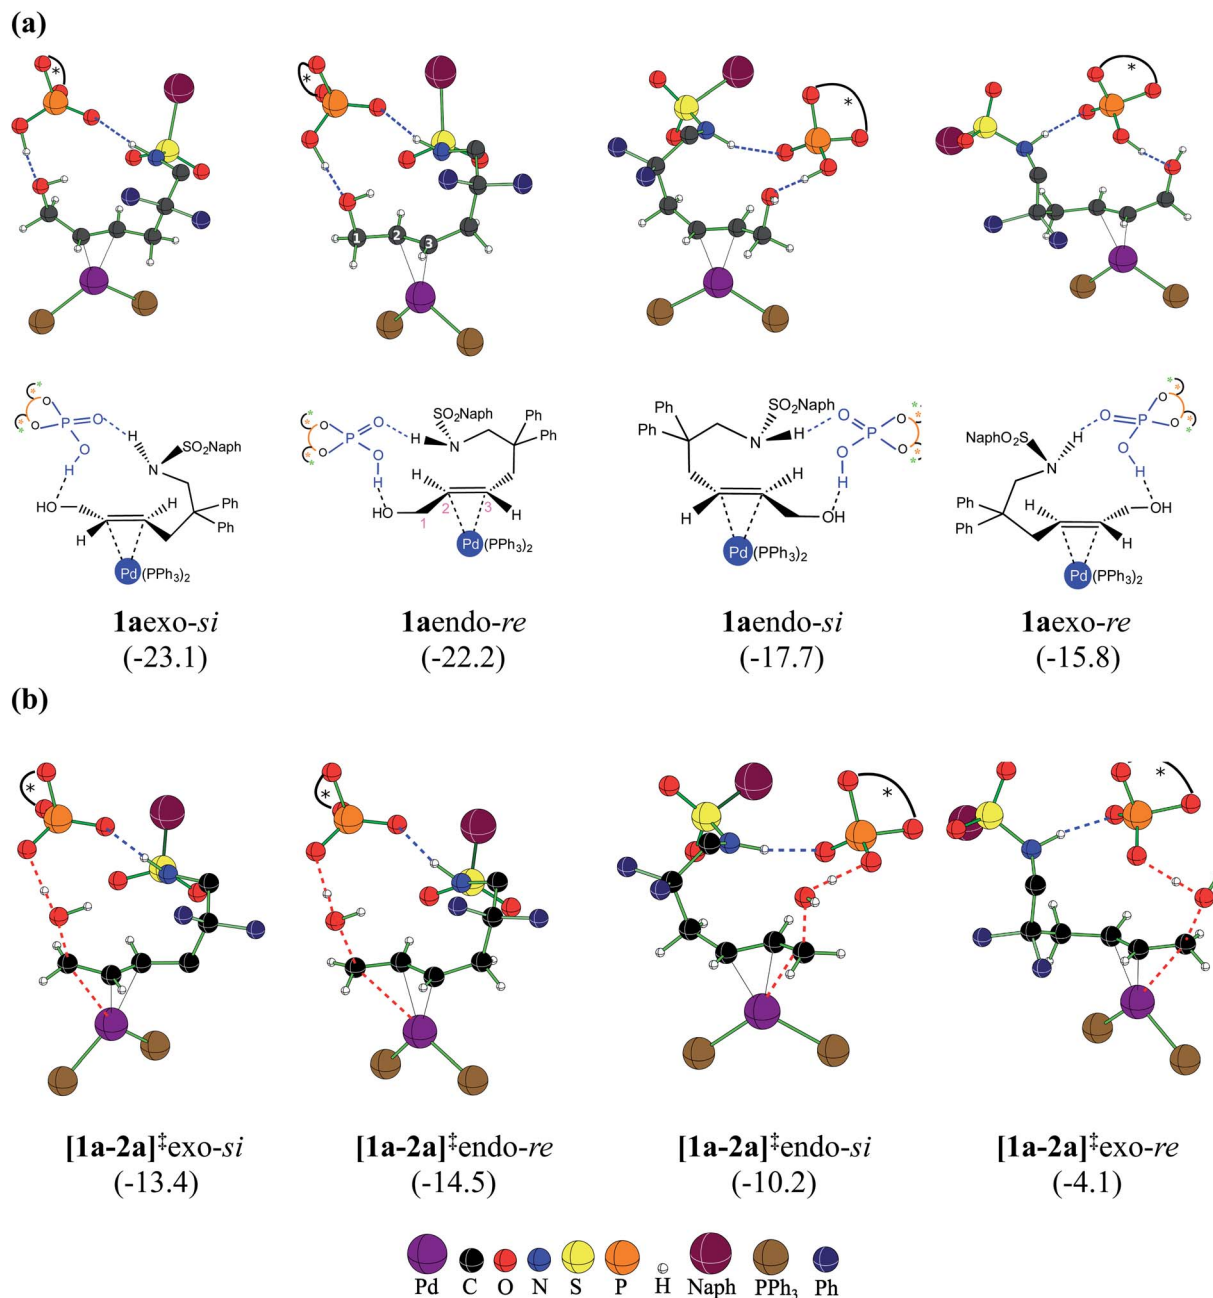 (a)
* * * *
1 2 3
O O P O O H HO H N SO₂Naph H H Ph Ph Pd (PPh₃)₂
O O P O O H HO 1 H 2 3 H H N SO₂Naph Ph Ph Pd (PPh₃)₂
Ph Ph SO₂Naph N H O P O O O H H H OH Pd (PPh₃)₂
NaphO₂S H N O P O O O H Ph Ph H H OH Pd (PPh₃)₂
1aexo-si 1aendo-re 1aendo-si 1aexo-re
(-23.1) (-22.2) (-17.7) (-15.8)
(b)
* * * *
[1a-2a]‡exo-si [1a-2a]‡endo-re [1a-2a]‡endo-si [1a-2a]‡exo-re
(-13.4) (-14.5) (-10.2) (-4.1)
Pd C O N S P H Naph PPh₃ Ph